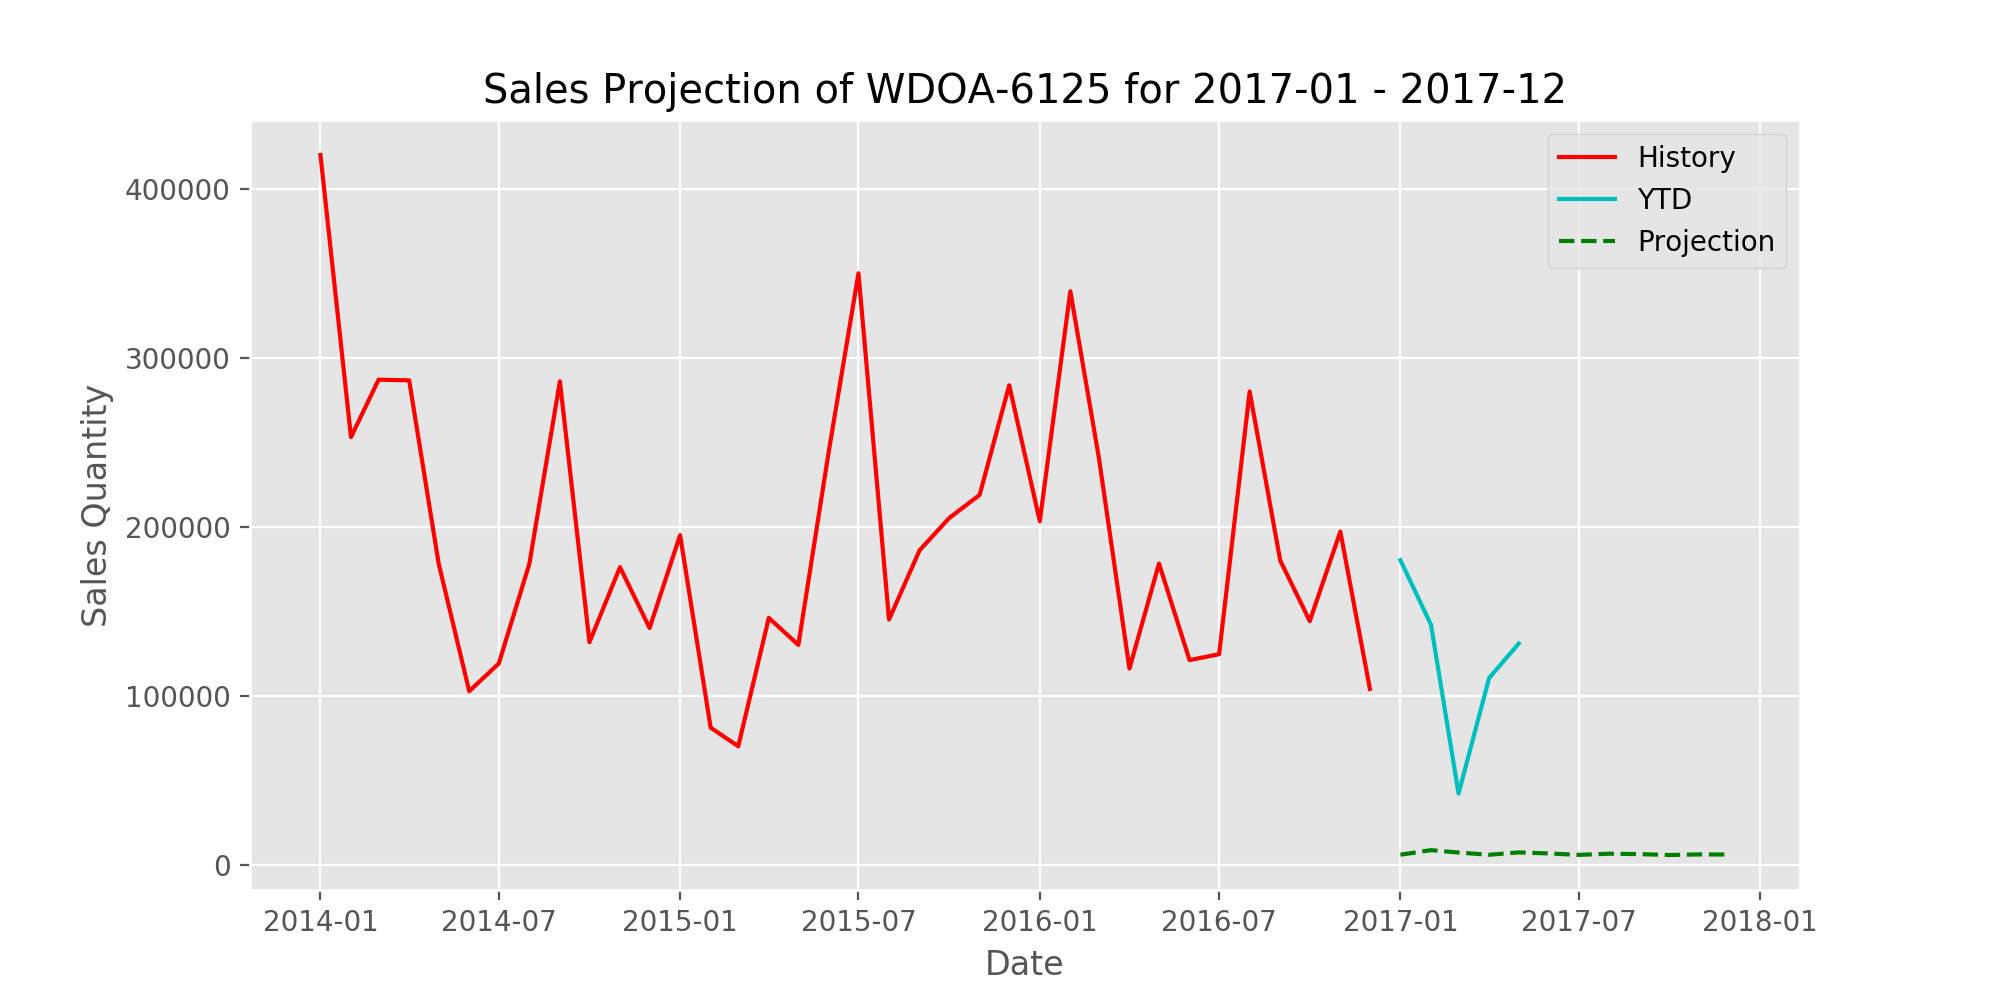 Sales Projection of WDOA-6125 for 2017-01 - 2017-12
History
YTD
Projection
400000
300000
200000
100000
0
Sales Quantity
2014-01 2014-07 2015-01 2015-07 2016-01 2016-07 2017-01 2017-07 2018-01
Date